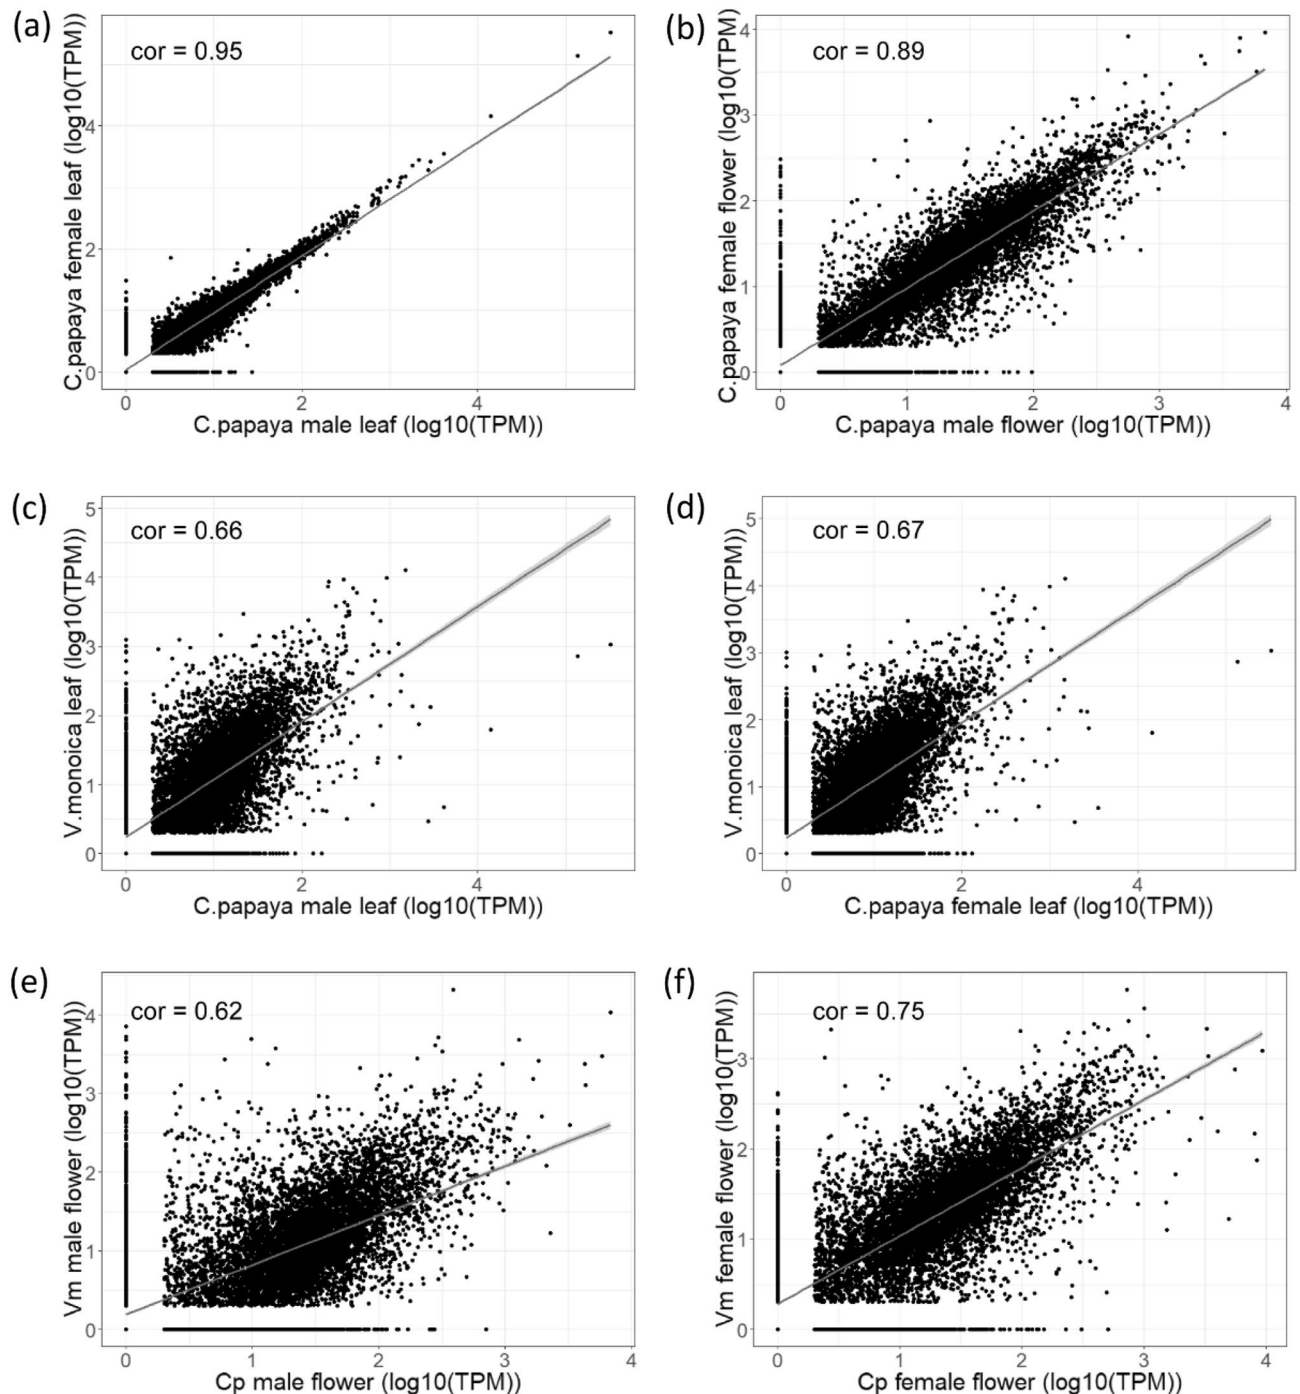 (a)
cor = 0.95
C.papaya female leaf (log10(TPM))
4
2
0
0 2 4
C.papaya male leaf (log10(TPM))
(b)
cor = 0.89
C.papaya female flower (log10(TPM))
4
3
2
1
0
0 1 2 3 4
C.papaya male flower (log10(TPM))
(c)
cor = 0.66
V.monoica leaf (log10(TPM))
5
4
3
2
1
0
0 2 4
C.papaya male leaf (log10(TPM))
(d)
cor = 0.67
V.monoica leaf (log10(TPM))
5
4
3
2
1
0
0 2 4
C.papaya female leaf (log10(TPM))
(e)
cor = 0.62
Vm male flower (log10(TPM))
4
3
2
1
0
0 1 2 3 4
Cp male flower (log10(TPM))
(f)
cor = 0.75
Vm female flower (log10(TPM))
3
2
1
0
0 1 2 3 4
Cp female flower (log10(TPM))